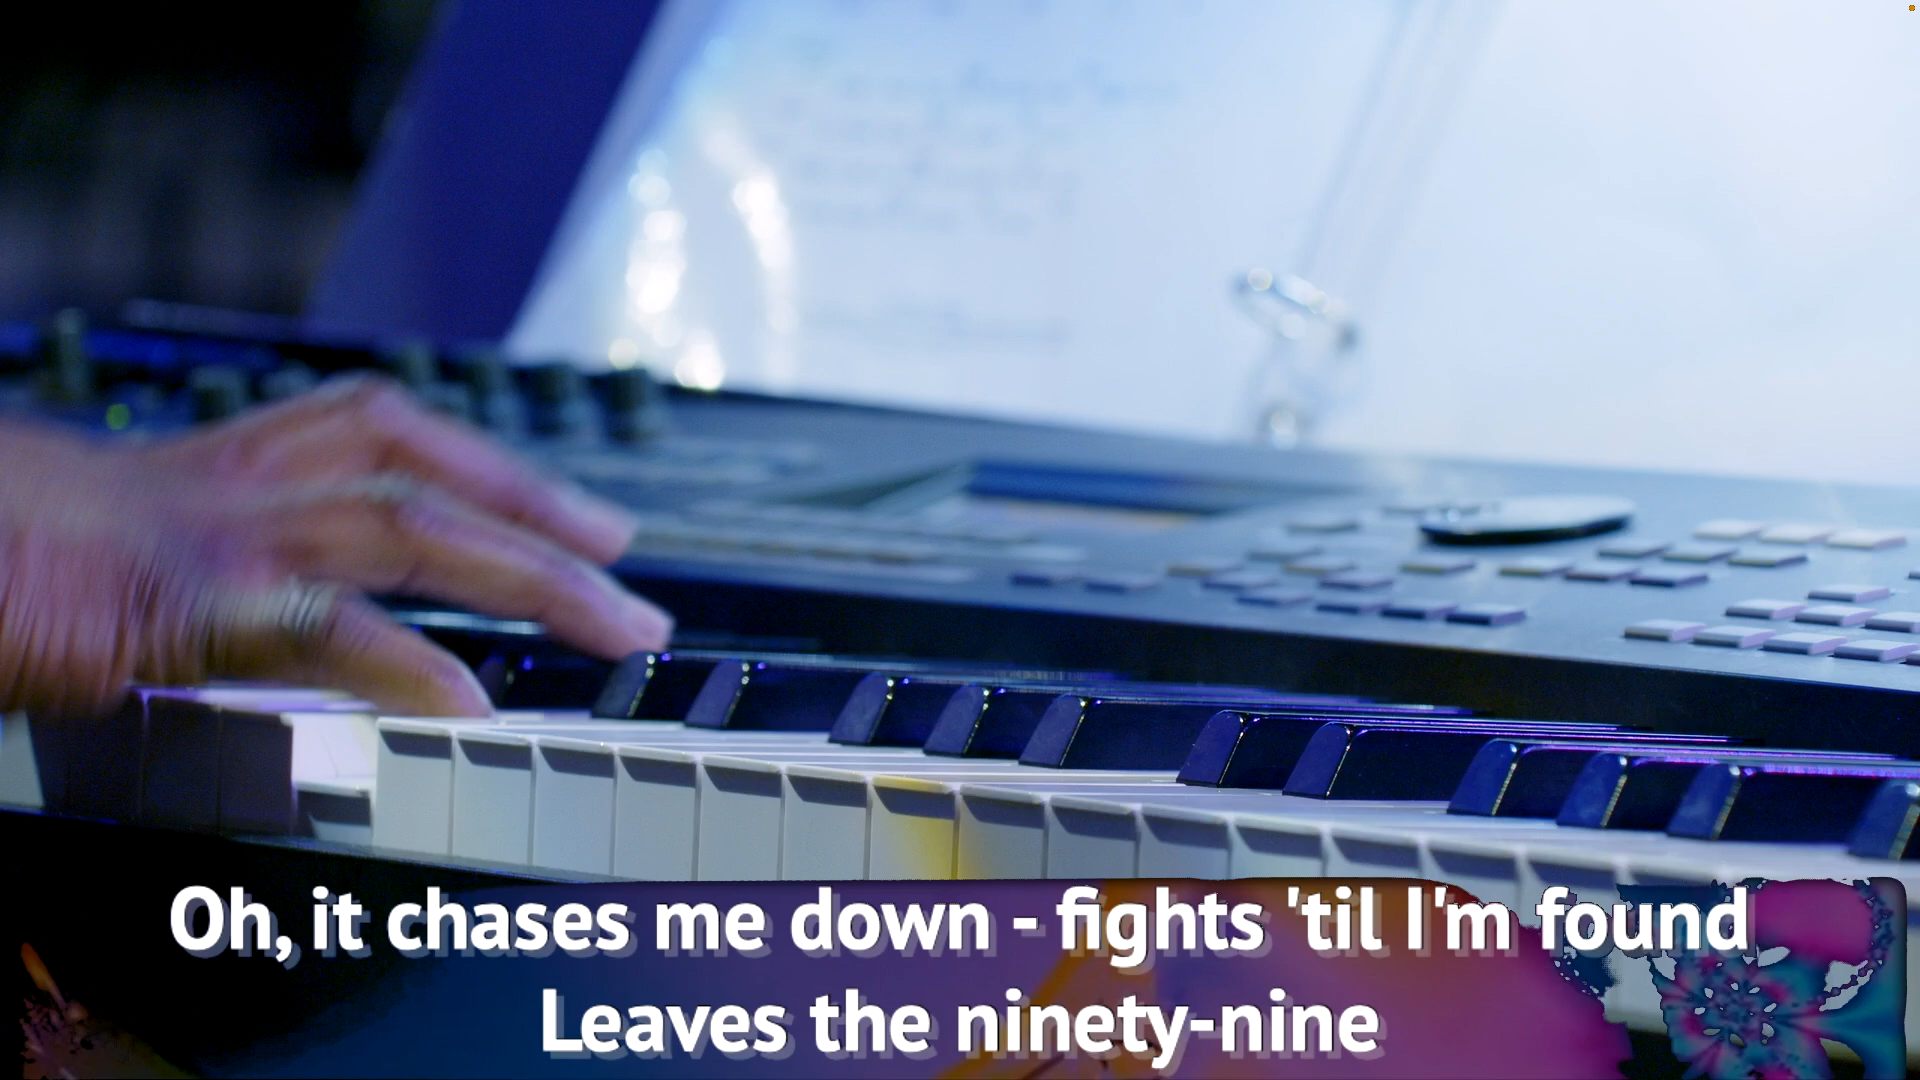 Oh, it chases me down - fights 'til I'm found
Leaves the ninety-nine